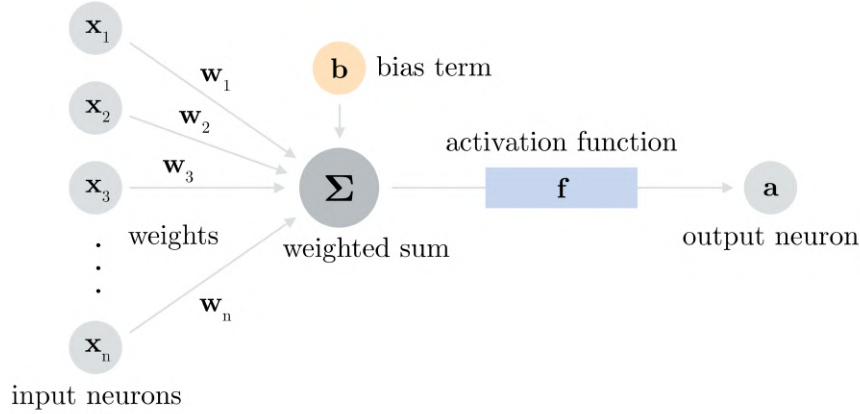 x₁
w₁
b bias term
x₂
w₂
activation function
x₃
w₃
Σ
f
a
weights
weighted sum
output neuron
wₙ
xₙ
input neurons